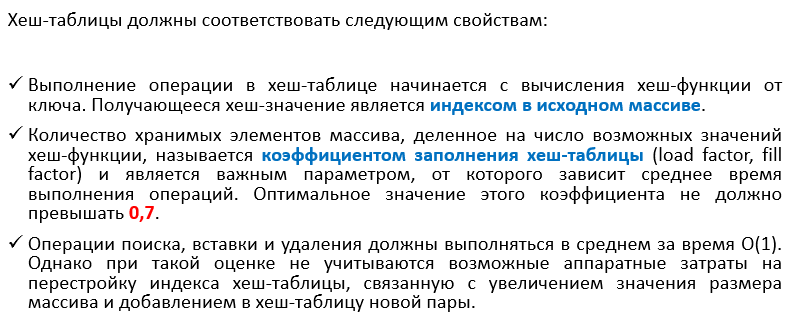 Хеш-таблицы должны соответствовать следующим свойствам:
✓ Выполнение операции в хеш-таблице начинается с вычисления хеш-функции от
ключа. Получающееся хеш-значение является индексом в исходном массиве.
✓ Количество хранимых элементов массива, деленное на число возможных значений
хеш-функции, называется коэффициентом заполнения хеш-таблицы (load factor, fill
factor) и является важным параметром, от которого зависит среднее время
выполнения операций. Оптимальное значение этого коэффициента не должно
превышать 0,7.
✓ Операции поиска, вставки и удаления должны выполняться в среднем за время O(1).
Однако при такой оценке не учитываются возможные аппаратные затраты на
перестройку индекса хеш-таблицы, связанную с увеличением значения размера
массива и добавлением в хеш-таблицу новой пары.